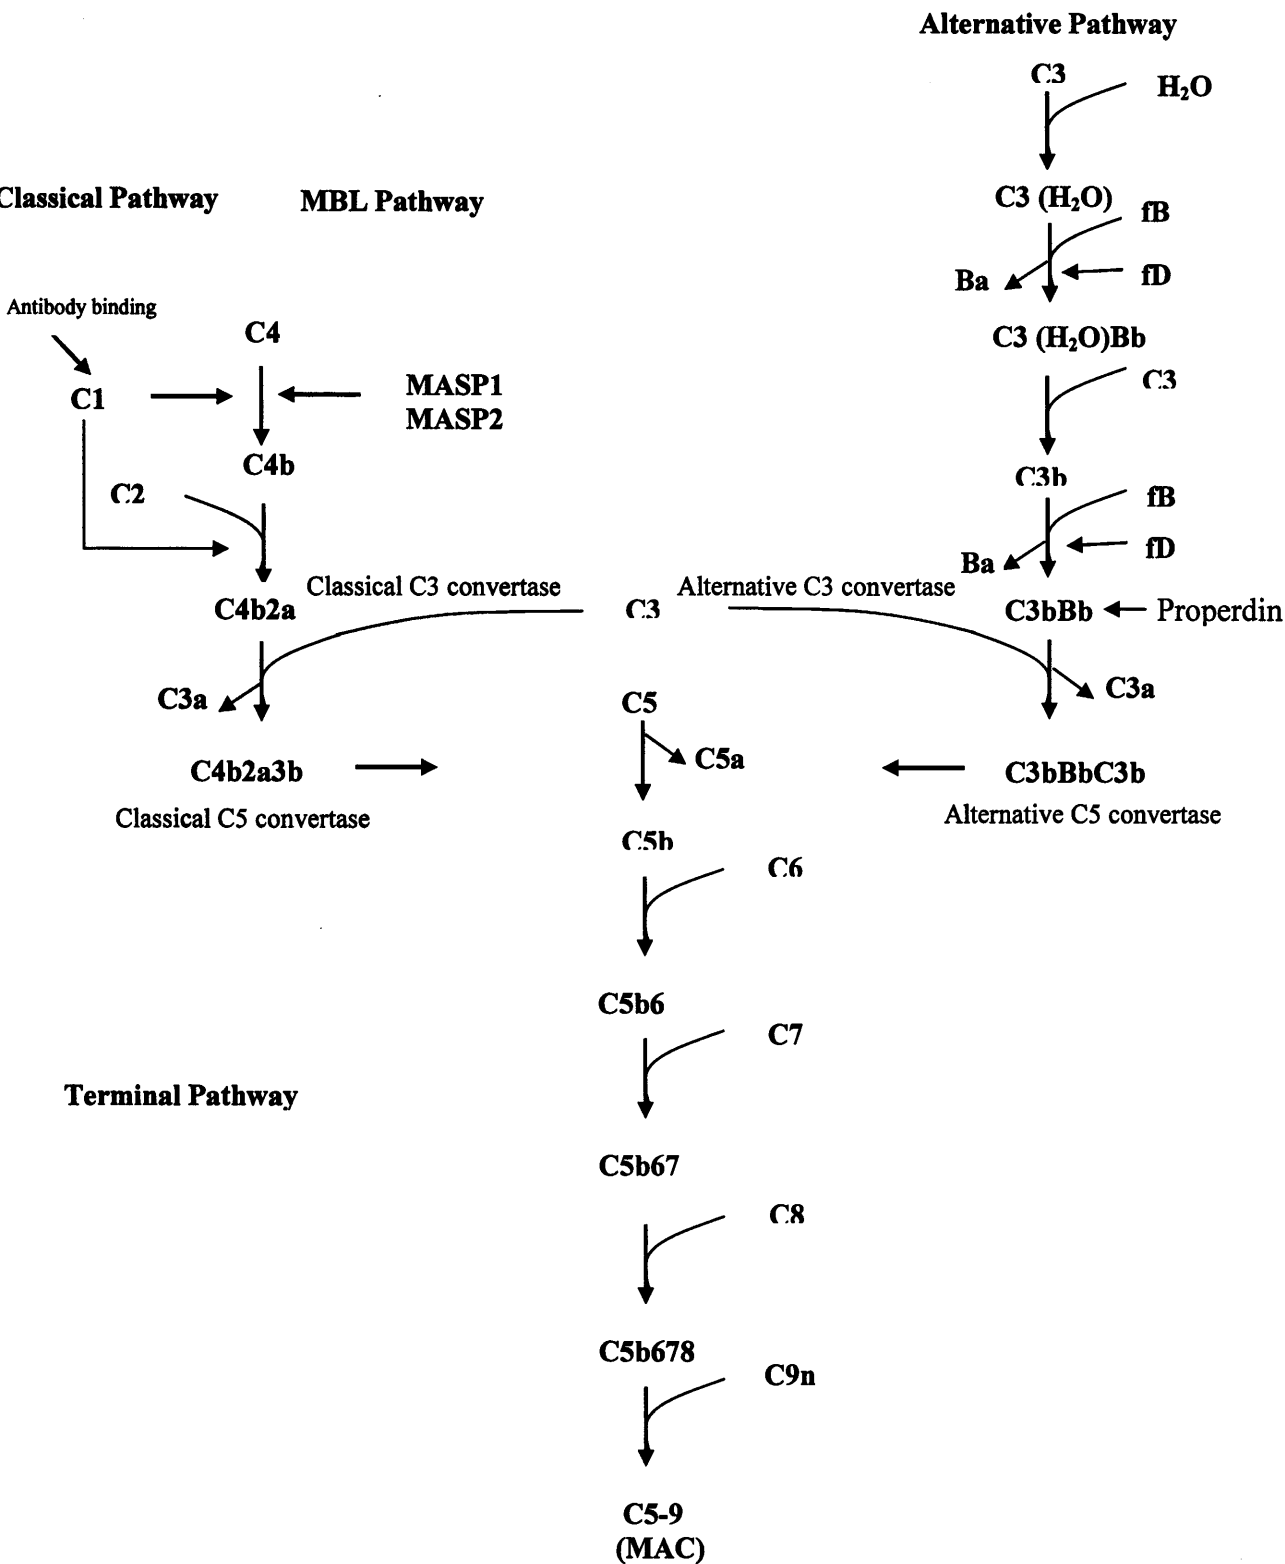 Alternative Pathway
C3
H₂O
C3 (H₂O)
fB
Ba
fD
C3 (H₂O)Bb
C3
C3b
fB
fD
Ba
Alternative C3 convertase
C3bBb
Properdin
C3a
C3bBbC3b
Alternative C5 convertase
Classical Pathway
MBL Pathway
Antibody binding
C4
C1
MASP1
MASP2
C4b
C2
Classical C3 convertase
C4b2a
C3
C3a
C4b2a3b
Classical C5 convertase
C5
C5a
C5b
C6
C5b6
C7
Terminal Pathway
C5b67
C8
C5b678
C9n
C5-9
(MAC)